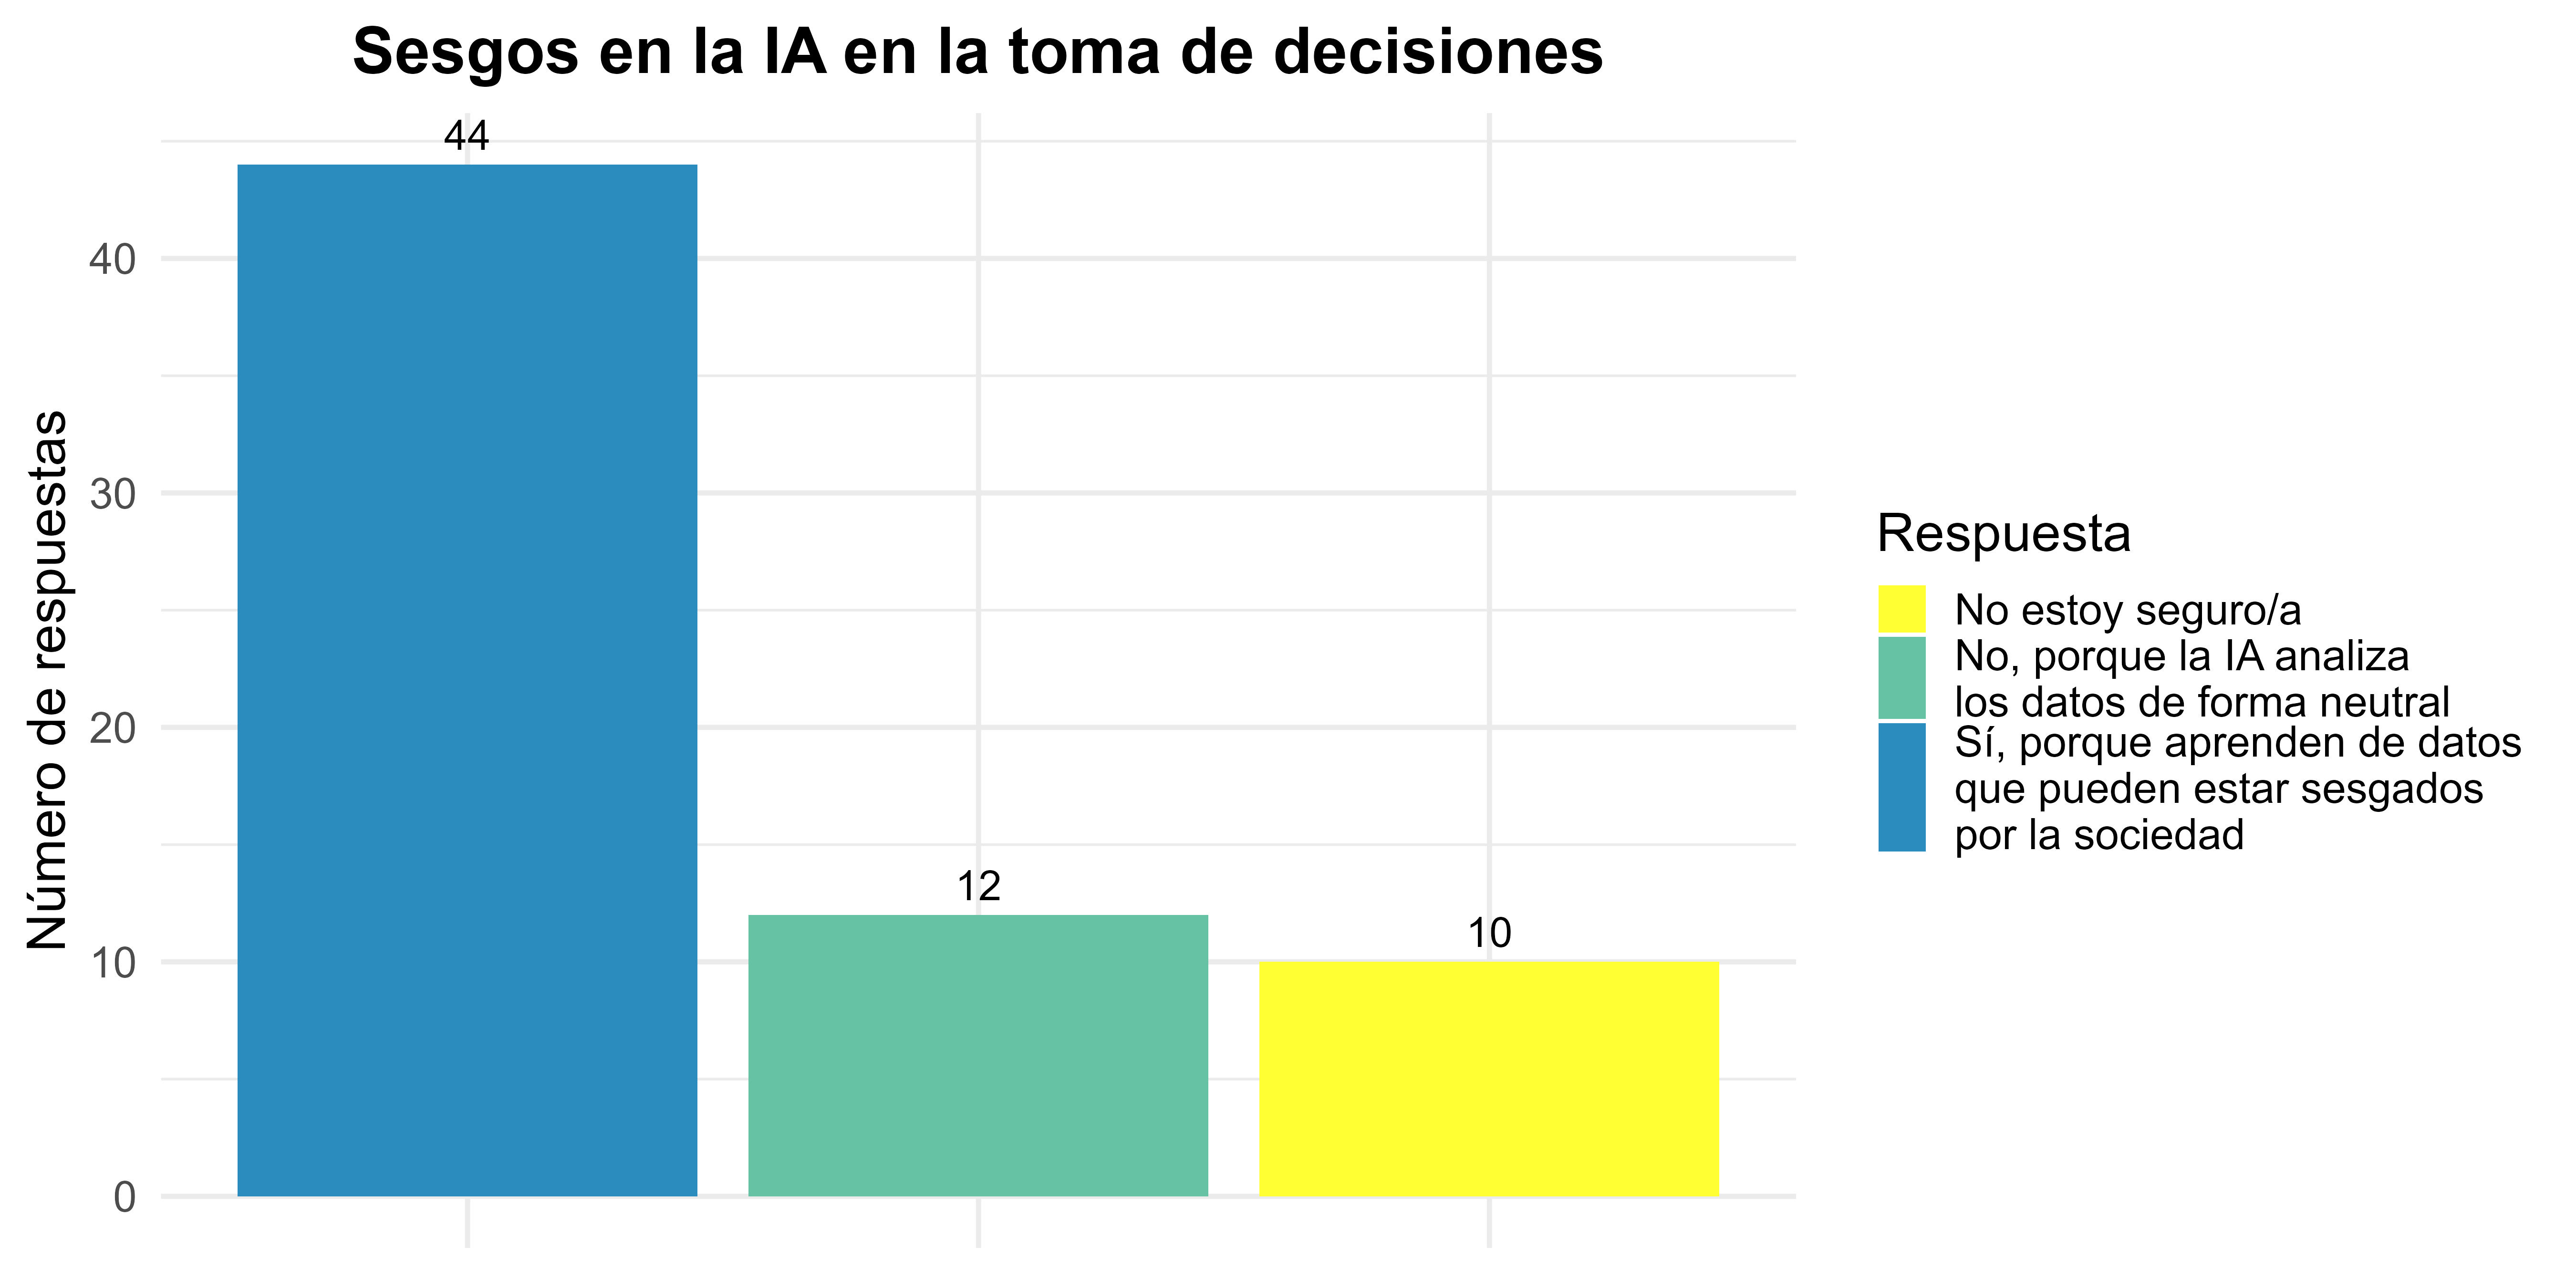 Sesgos en la IA en la toma de decisiones
Número de respuestas
44
12
10
40
30
20
10
0
Respuesta
No estoy seguro/a
No, porque la IA analiza
los datos de forma neutral
Sí, porque aprenden de datos
que pueden estar sesgados
por la sociedad